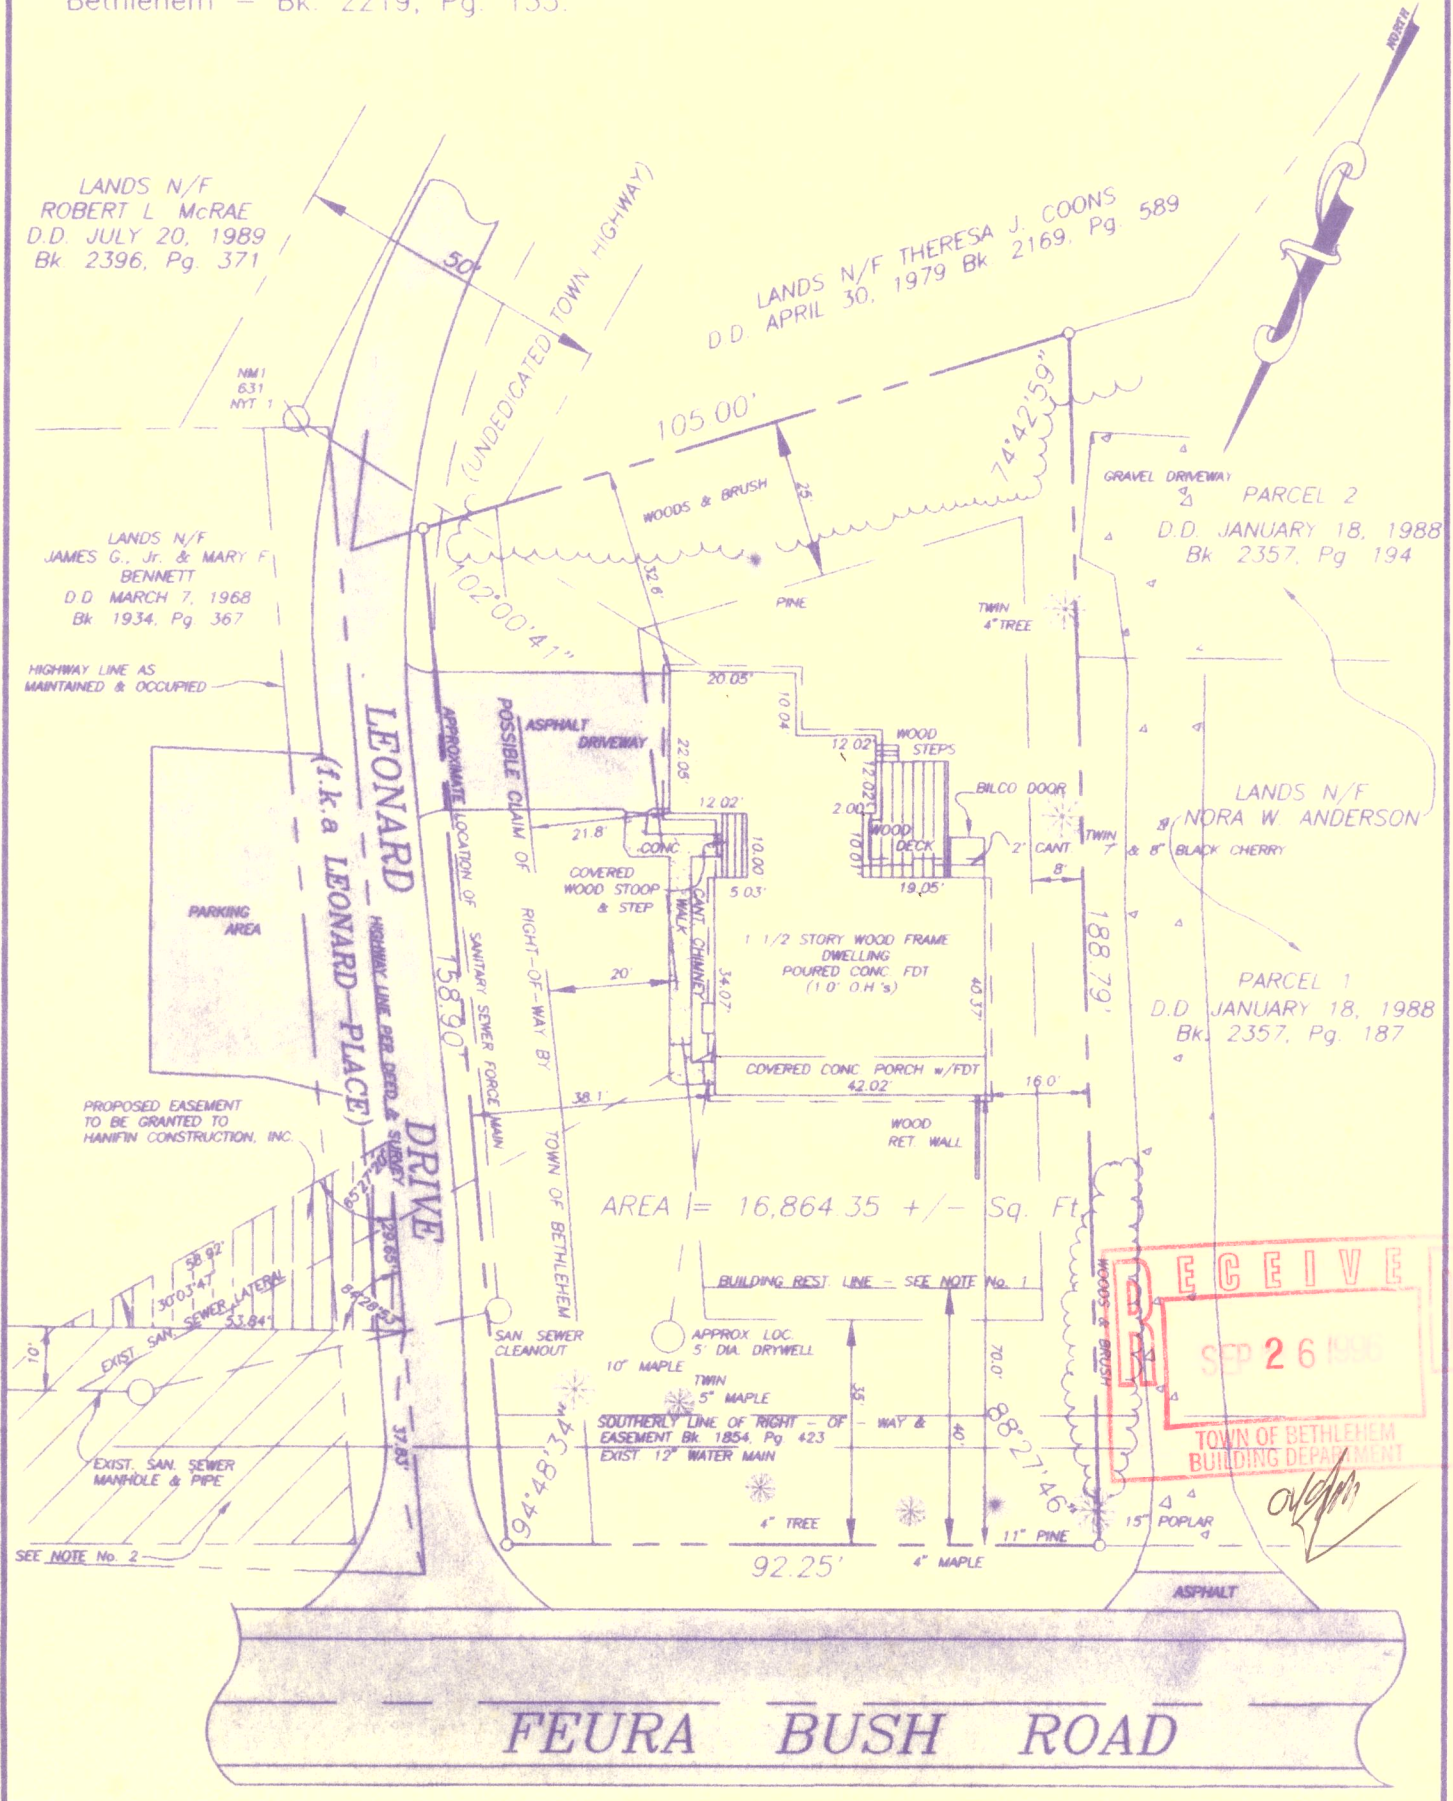 Bethlehem - Bk. 2219, Pg. 155.
NORTH
LANDS N/F
ROBERT L McRAE
D.D. JULY 20, 1989
Bk 2396, Pg. 371
50'
(UNDEDICATED TOWN HIGHWAY)
LANDS N/F THERESA J. COONS
D.D. APRIL 30, 1979 Bk 2169, Pg. 589
NM1
631
NYT 1
105.00'
74°42'59"
WOODS & BRUSH
25'
32.6'
102°00'41"
PINE
TWIN
4" TREE
GRAVEL DRIVEWAY
PARCEL 2
D.D. JANUARY 18, 1988
Bk 2357, Pg 194
LANDS N/F
JAMES G., Jr. & MARY F
BENNETT
D D MARCH 7, 1968
Bk 1934, Pg 367
HIGHWAY LINE AS
MAINTAINED & OCCUPIED
LEONARD
DRIVE
(f.k.a LEONARD PLACE)
APPROXIMATE LOCATION OF SANITARY SEWER FORCE MAIN
POSSIBLE CLAIM OF RIGHT-OF-WAY BY TOWN OF BETHLEHEM
HIGHWAY LINE PER DEED & SURVEY
158.90'
ASPHALT
DRIVEWAY
20.05'
10.04'
22.05'
12 02'
WOOD
STEPS
12 02'
2.00'
WOOD
DECK
10.01'
19.05'
BILCO DOOR
2' CANT
12.02'
21.8'
CONC
10.00
5 03'
COVERED
WOOD STOOP
& STEP
WALK
CANT. CHIMNEY
34.07'
20'
TWIN
7" & 8" BLACK CHERRY
8'
LANDS N/F
NORA W. ANDERSON
188.79'
1 1/2 STORY WOOD FRAME
DWELLING
POURED CONC. FDT
(1 0' O.H 's)
40.37'
PARKING
AREA
PARCEL 1
D.D JANUARY 18, 1988
Bk. 2357, Pg. 187
COVERED CONC PORCH w/FDT
42.02'
16.0'
38.1'
WOOD
RET. WALL
PROPOSED EASEMENT
TO BE GRANTED TO
HANIFIN CONSTRUCTION, INC.
AREA = 16,864.35 +/- Sq. Ft.
58.92'
30°03'47"
29.65'
EXIST SAN. SEWER LATERAL
53.84'
10'
BUILDING REST. LINE - SEE NOTE No. 1
SAN SEWER
CLEANOUT
APPROX LOC.
5' DIA. DRYWELL
10" MAPLE
TWIN
5" MAPLE
SOUTHERLY LINE OF RIGHT - OF - WAY &
EASEMENT Bk. 1854, Pg 423
EXIST 12" WATER MAIN
35'
40'
70.0'
WOODS & BRUSH
RECEIVE
SEP 26
TOWN OF BETHLEHEM
BUILDING DEPARTMENT
37.83'
EXIST. SAN. SEWER
MANHOLE & PIPE
SEE NOTE No. 2
94°48'34"
88°27'46"
4" TREE
11" PINE
4" MAPLE
15" POPLAR
92.25'
ASPHALT
FEURA BUSH ROAD